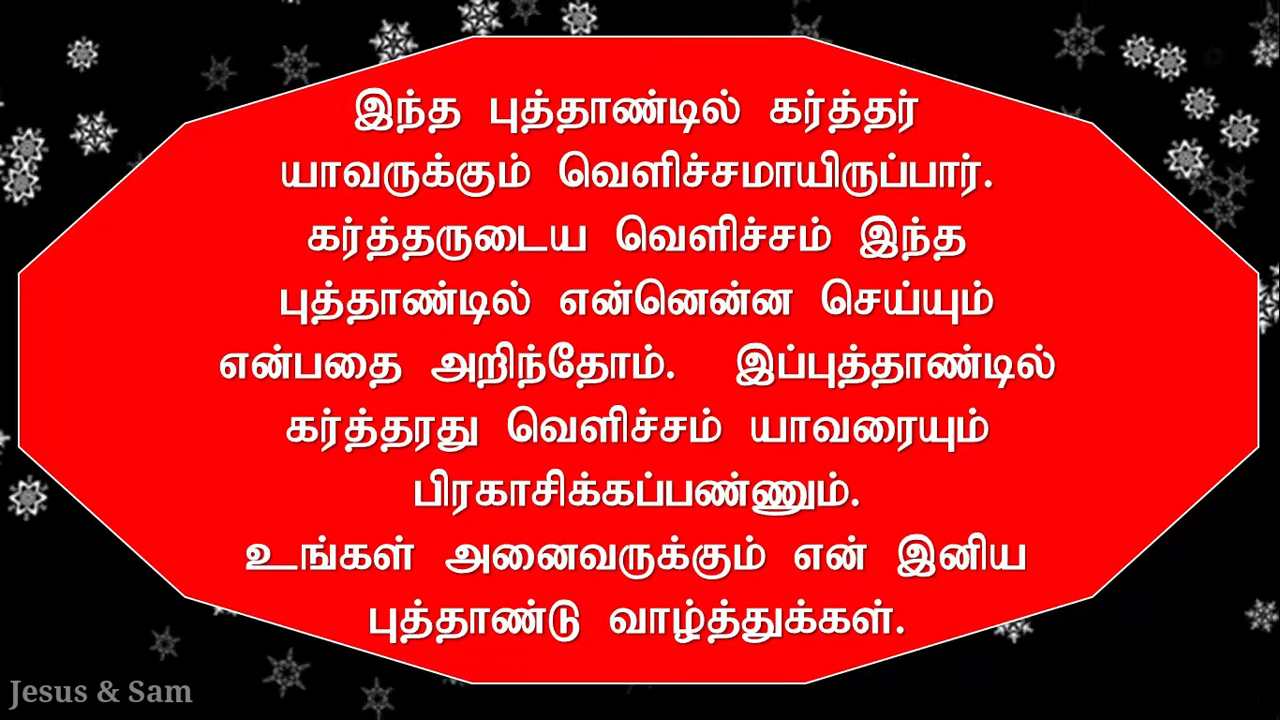 இந்த புத்தாண்டில் கர்த்தர்
யாவருக்கும் வெளிச்சமாயிருப்பார்.
கர்த்தருடைய வெளிச்சம் இந்த
புத்தாண்டில் என்னென்ன செய்யும்
என்பதை அறிந்தோம். இப்புத்தாண்டில்
கர்த்தரது வெளிச்சம் யாவரையும்
பிரகாசிக்கப்பண்ணும்.
உங்கள் அனைவருக்கும் என் இனிய
புத்தாண்டு வாழ்த்துக்கள்.
Jesus & Sam